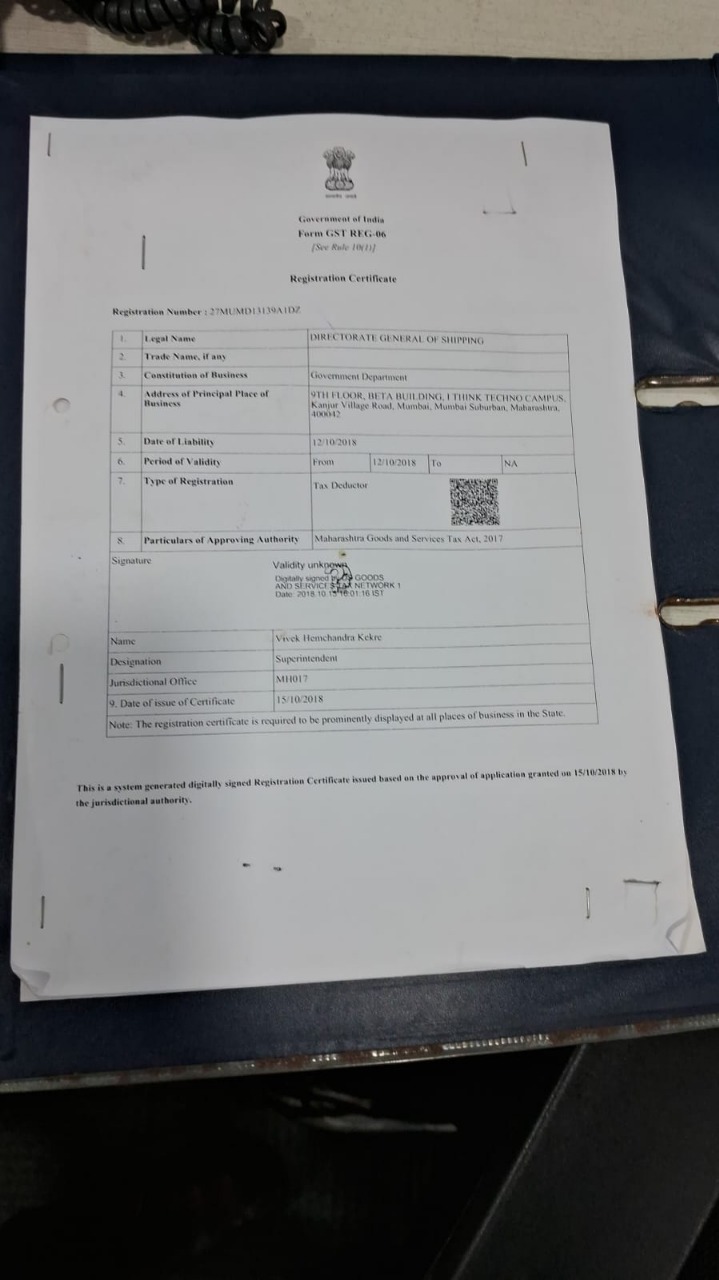 Government of India
Form GST REG-06
[See Rule 10(1)]
Registration Certificate
Registration Number : 27MUMD13139A1DZ
1. Legal Name DIRECTORATE GENERAL OF SHIPPING
2. Trade Name, if any
3. Constitution of Business Government Department
4. Address of Principal Place of Business 9TH FLOOR, BETA BUILDING, I THINK TECHNO CAMPUS, Kanjur Village Road, Mumbai, Mumbai Suburban, Maharashtra, 400042
5. Date of Liability 12/10/2018
6. Period of Validity From 12/10/2018 To NA
7. Type of Registration Tax Deductor
8. Particulars of Approving Authority Maharashtra Goods and Services Tax Act, 2017
Signature
Validity unknown
Digitally signed GOODS
AND SERVICES TAX NETWORK 1
Date: 2018.10.15 16:01:16 IST
Name Vivek Hemchandra Kekre
Designation Superintendent
Jurisdictional Office MH017
9. Date of issue of Certificate 15/10/2018
Note: The registration certificate is required to be prominently displayed at all places of business in the State.
This is a system generated digitally signed Registration Certificate issued based on the approval of application granted on 15/10/2018 by
the jurisdictional authority.